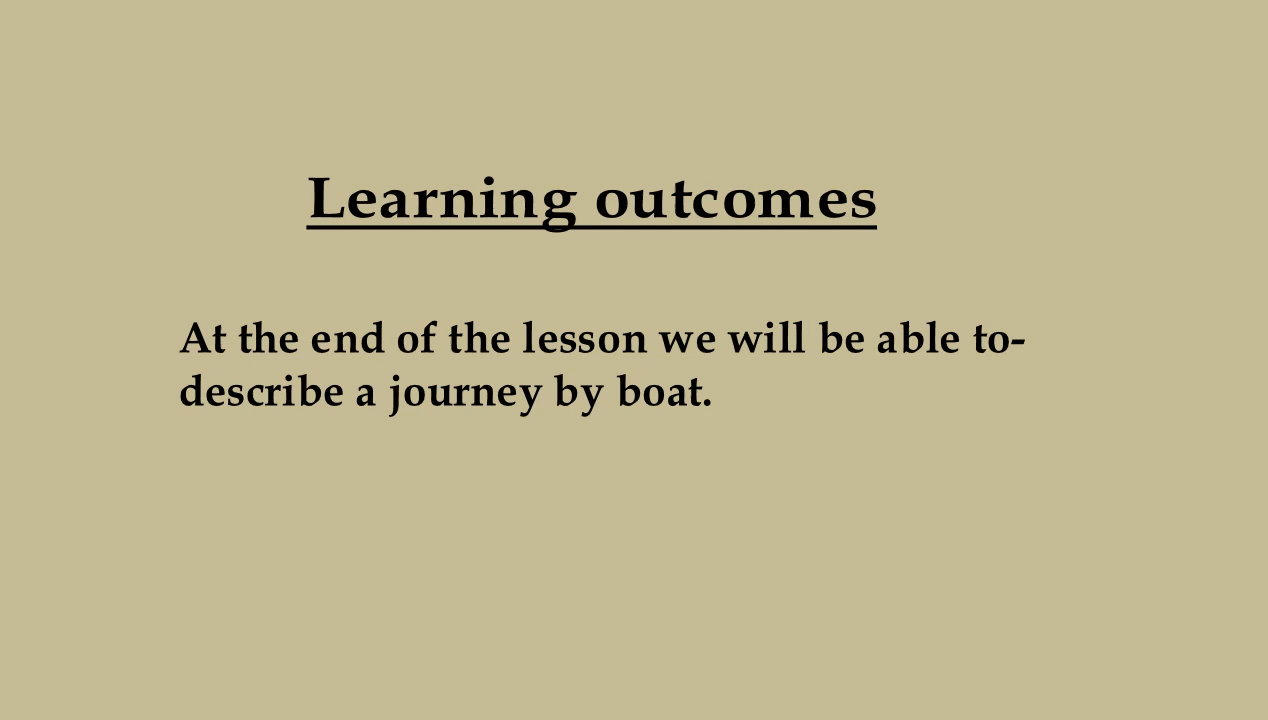 Learning outcomes
At the end of the lesson we will be able to-
describe a journey by boat.